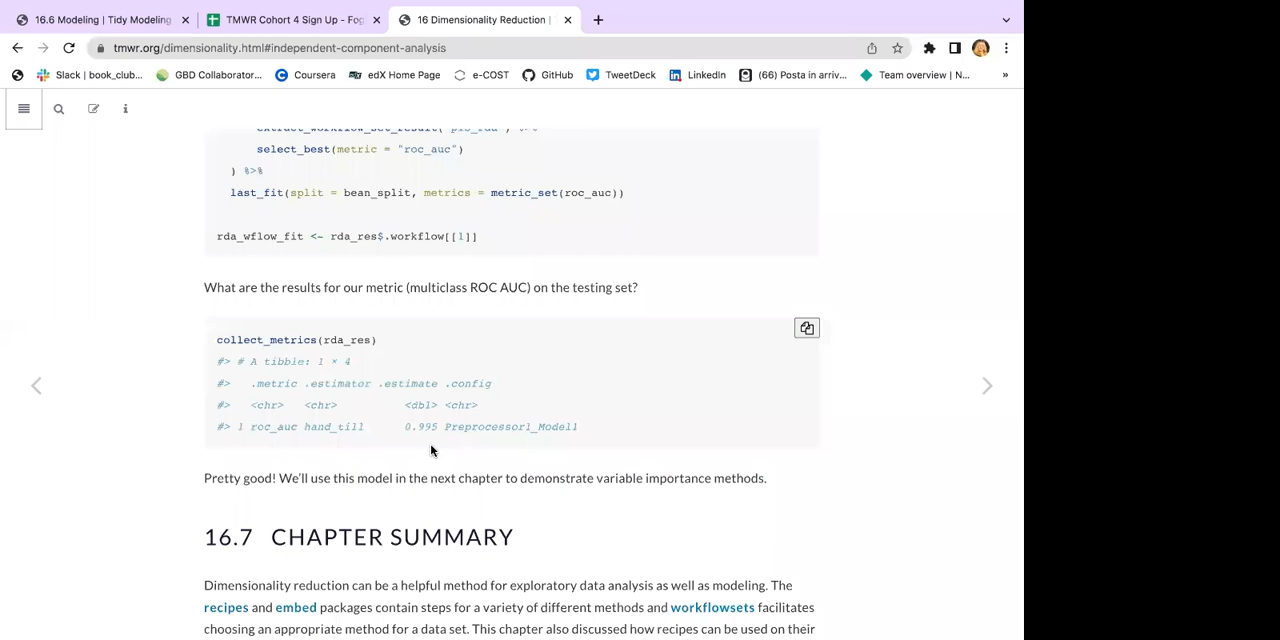 16.6 Modeling | Tidy Modeling
TMWR Cohort 4 Sign Up - Fog
16 Dimensionality Reduction |
tmwr.org/dimensionality.html#independent-component-analysis
Slack | book_club...
GBD Collaborator...
Coursera
edX Home Page
e-COST
GitHub
TweetDeck
LinkedIn
(66) Posta in arriv...
Team overview | N...
»
extract_workflow_set_result("pls_rda") %>%
select_best(metric = "roc_auc")
) %>%
last_fit(split = bean_split, metrics = metric_set(roc_auc))
rda_wflow_fit <- rda_res$.workflow[[1]]
What are the results for our metric (multiclass ROC AUC) on the testing set?
collect_metrics(rda_res)
#> # A tibble: 1 × 4
#>   .metric .estimator .estimate .config
#>   <chr>   <chr>          <dbl> <chr>
#> 1 roc_auc hand_till      0.995 Preprocessor1_Model1
Pretty good! We'll use this model in the next chapter to demonstrate variable importance methods.
16.7 CHAPTER SUMMARY
Dimensionality reduction can be a helpful method for exploratory data analysis as well as modeling. The
recipes and embed packages contain steps for a variety of different methods and workflowsets facilitates
choosing an appropriate method for a data set. This chapter also discussed how recipes can be used on their